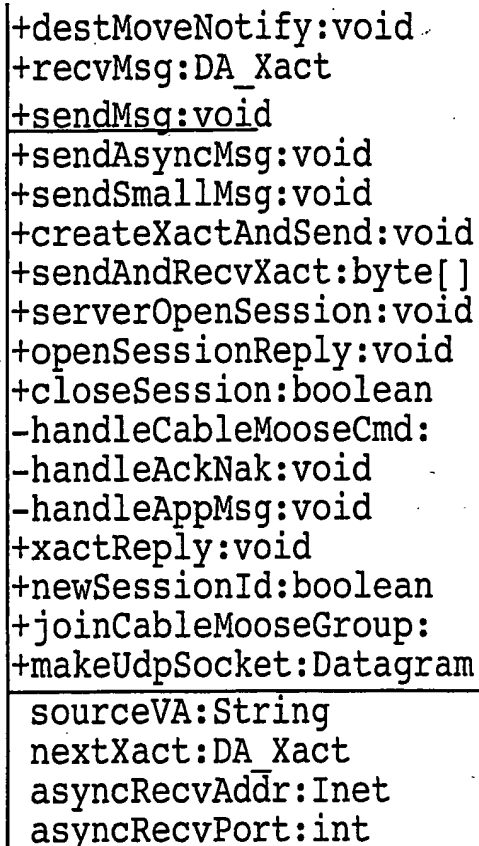 +destMoveNotify:void
+recvMsg:DA_Xact
+sendMsg:void
+sendAsyncMsg:void
+sendSmallMsg:void
+createXactAndSend:void
+sendAndRecvXact:byte[]
+serverOpenSession:void
+openSessionReply:void
+closeSession:boolean
-handleCableMooseCmd:
-handleAckNak:void
-handleAppMsg:void
+xactReply:void
+newSessionId:boolean
+joinCableMooseGroup:
+makeUdpSocket:Datagram
sourceVA:String
nextXact:DA_Xact
asyncRecvAddr:Inet
asyncRecvPort:int